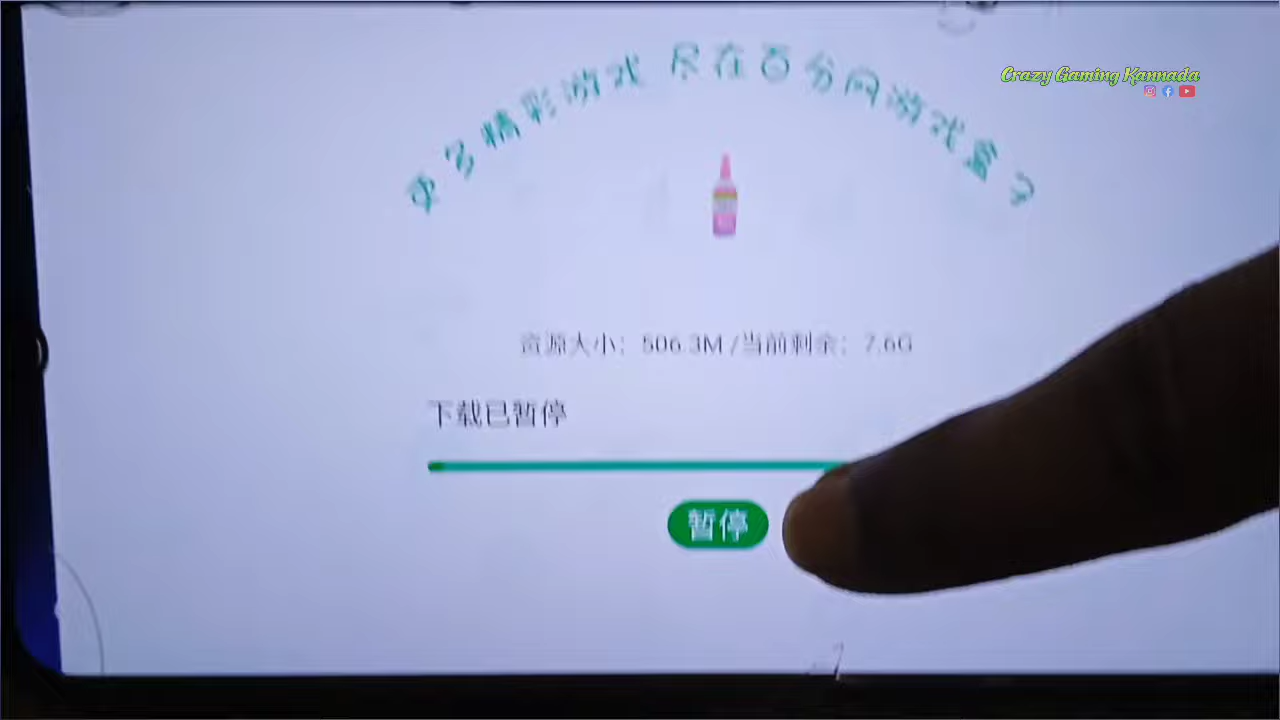 更多精彩游戏 尽在百分网游戏盒?
Crazy Gaming Kannada
资源大小：506.3M /当前剩余：7.6G
下载已暂停
暂停